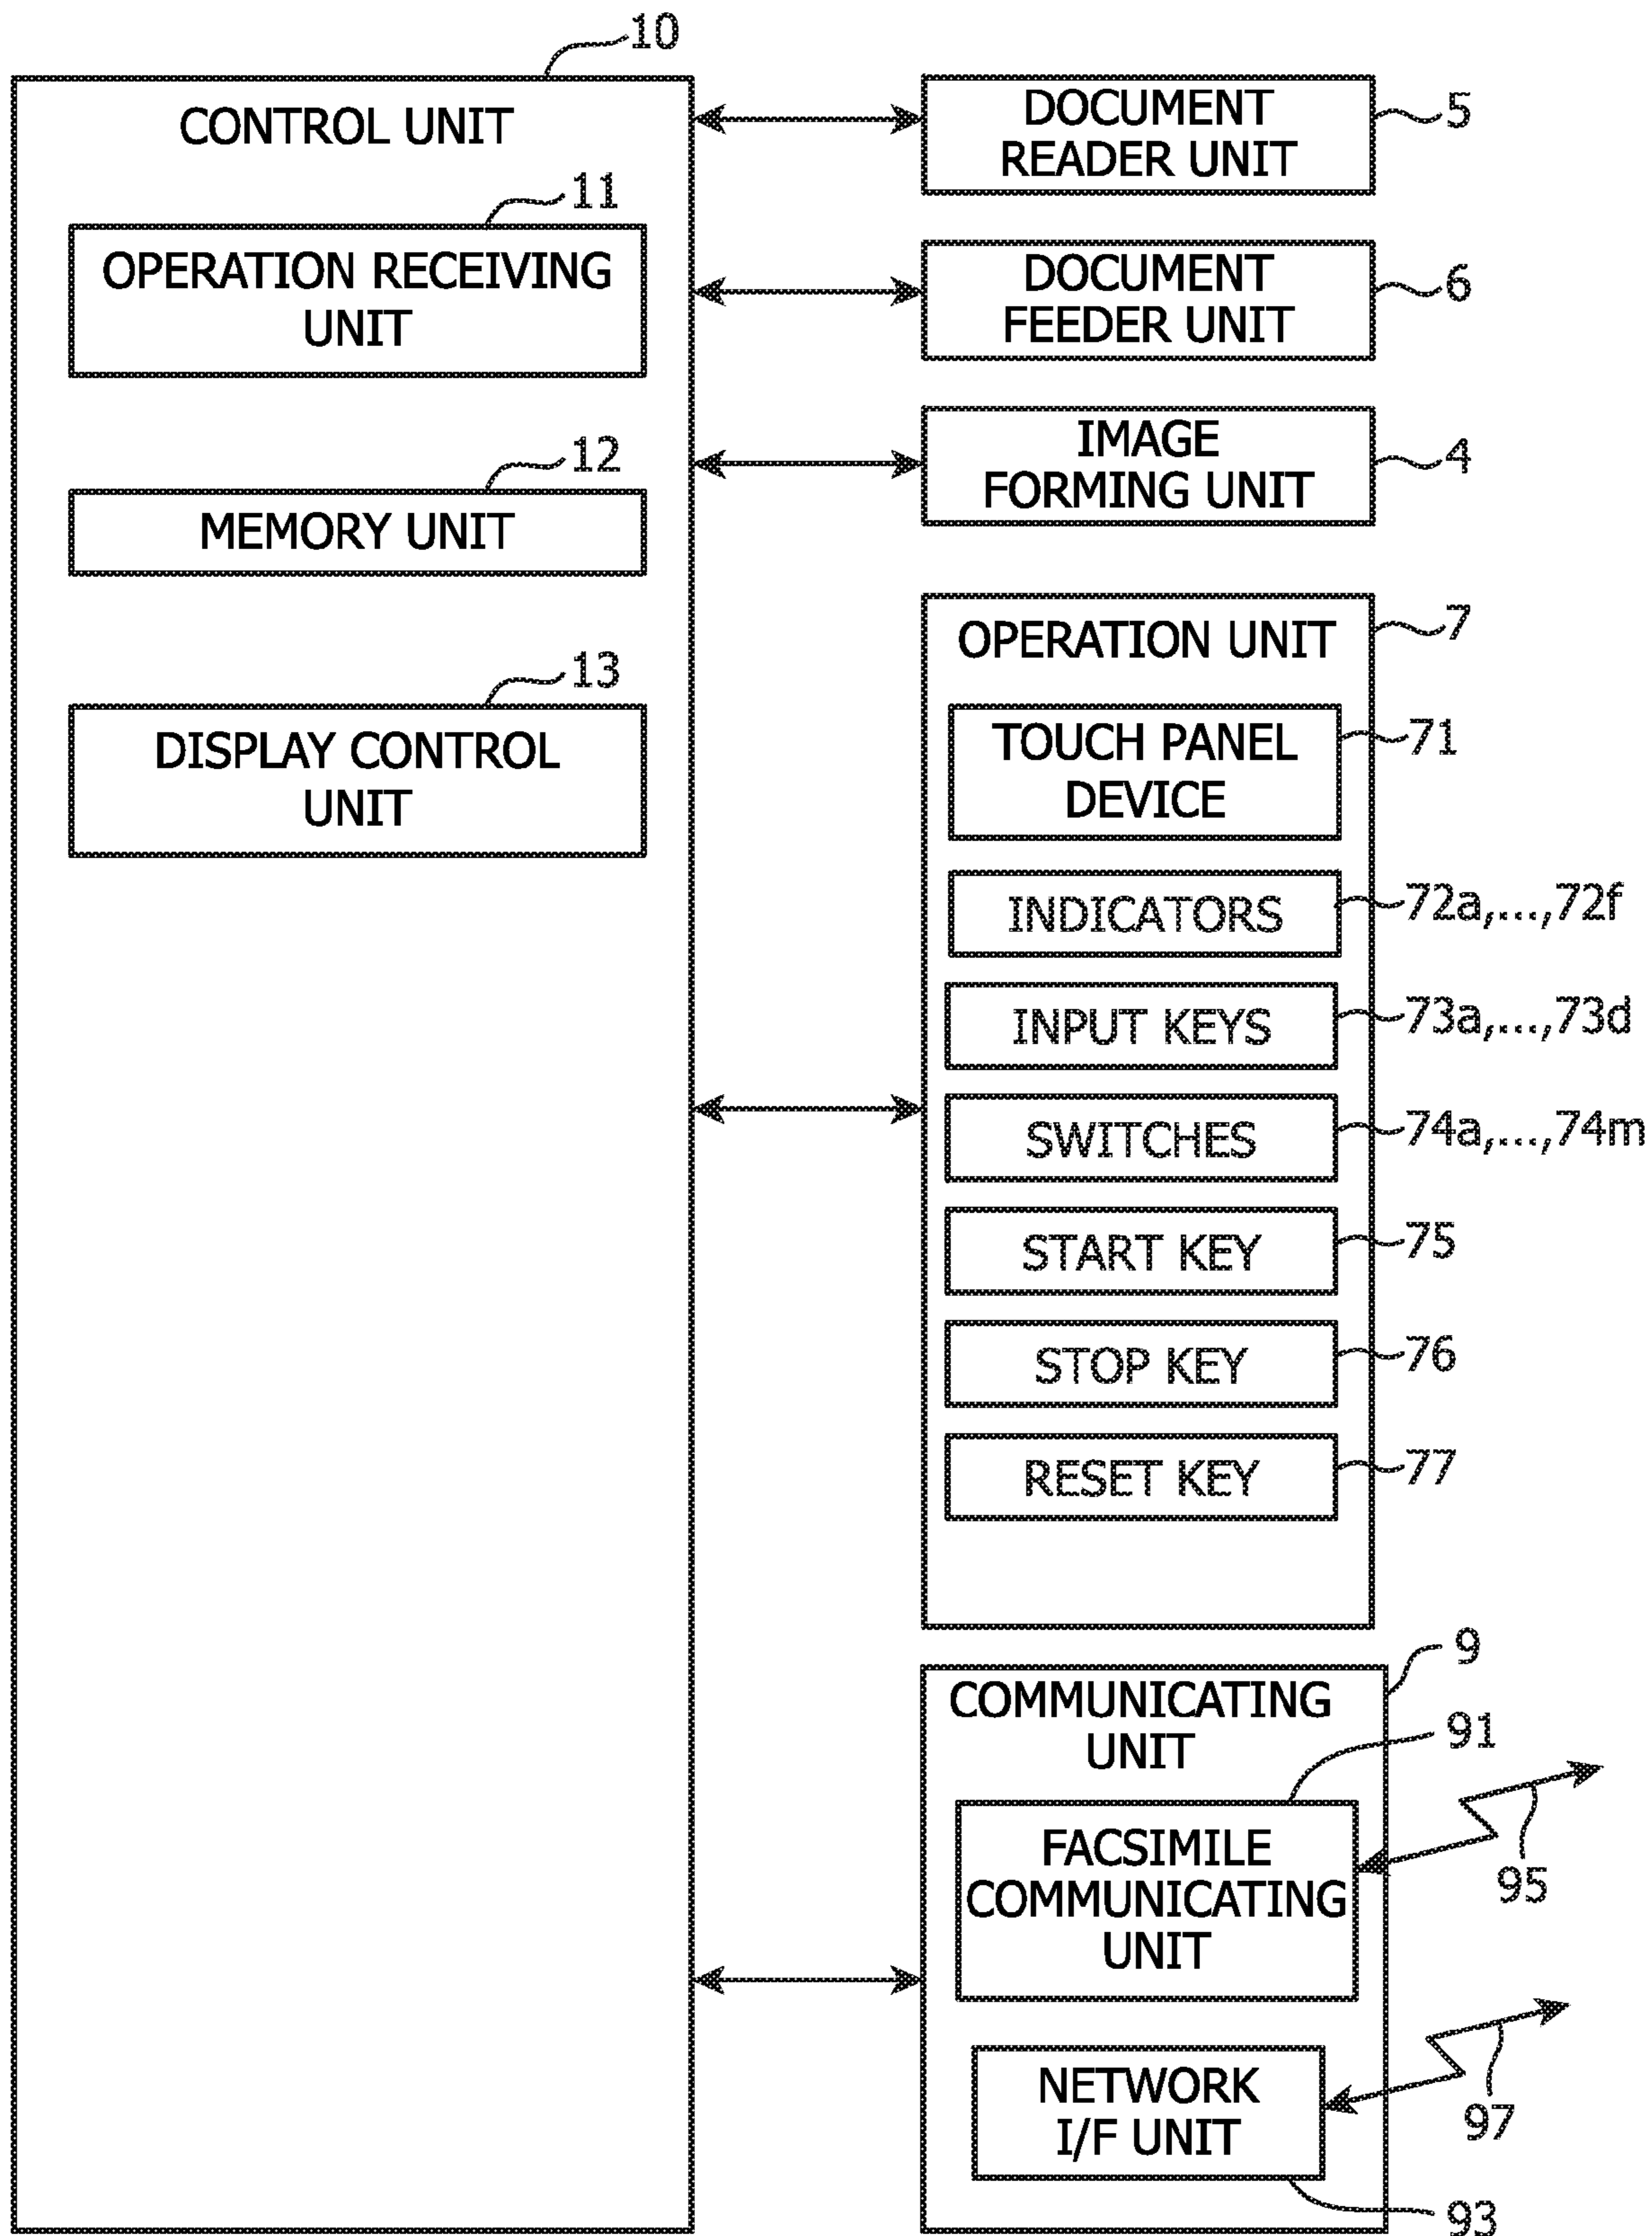 10
CONTROL UNIT
11
OPERATION RECEIVING
UNIT
12
MEMORY UNIT
13
DISPLAY CONTROL
UNIT
DOCUMENT
READER UNIT
5
DOCUMENT
FEEDER UNIT
6
IMAGE
FORMING UNIT
4
OPERATION UNIT
7
TOUCH PANEL
DEVICE
71
INDICATORS
72a,...,72f
INPUT KEYS
73a,...,73d
SWITCHES
74a,...,74m
START KEY
75
STOP KEY
76
RESET KEY
77
9
COMMUNICATING
UNIT
91
FACSIMILE
COMMUNICATING
UNIT
95
NETWORK
I/F UNIT
97
93